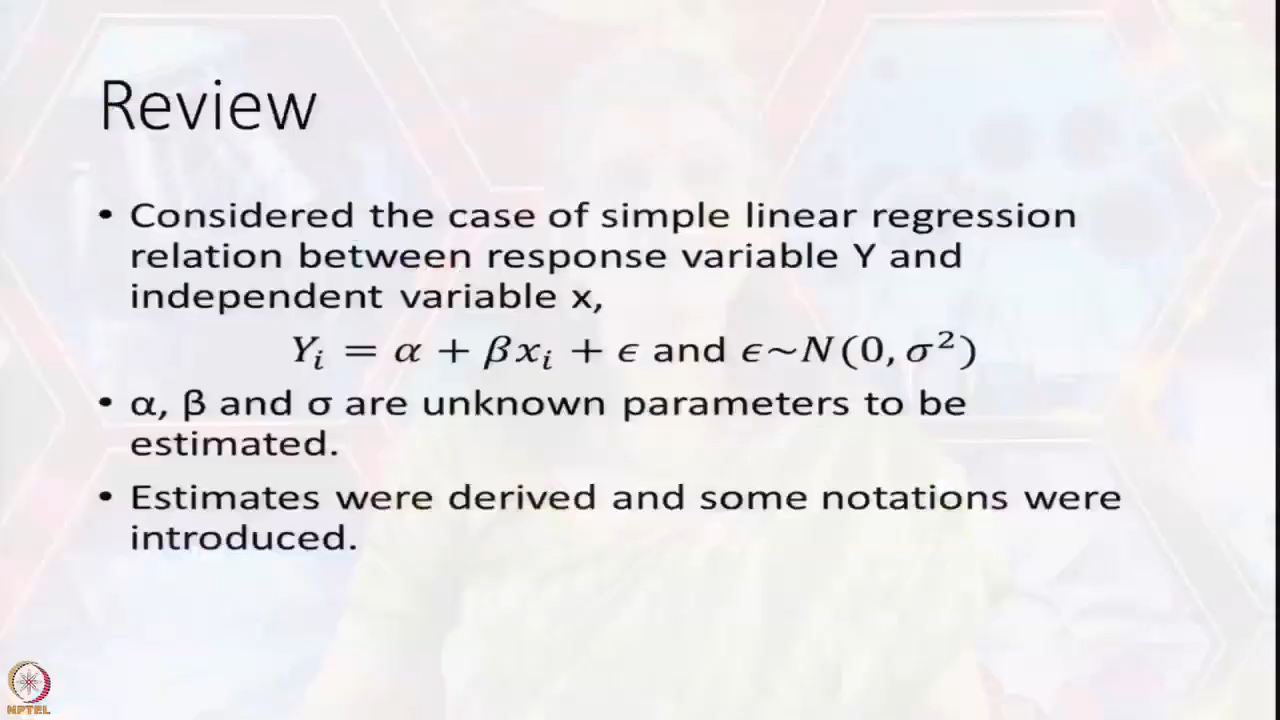 Review
• Considered the case of simple linear regression
relation between response variable Y and
independent variable x,
Yᵢ = α + βxᵢ + ϵ and ϵ~N(0, σ²)
• α, β and σ are unknown parameters to be
estimated.
• Estimates were derived and some notations were
introduced.
NPTEL